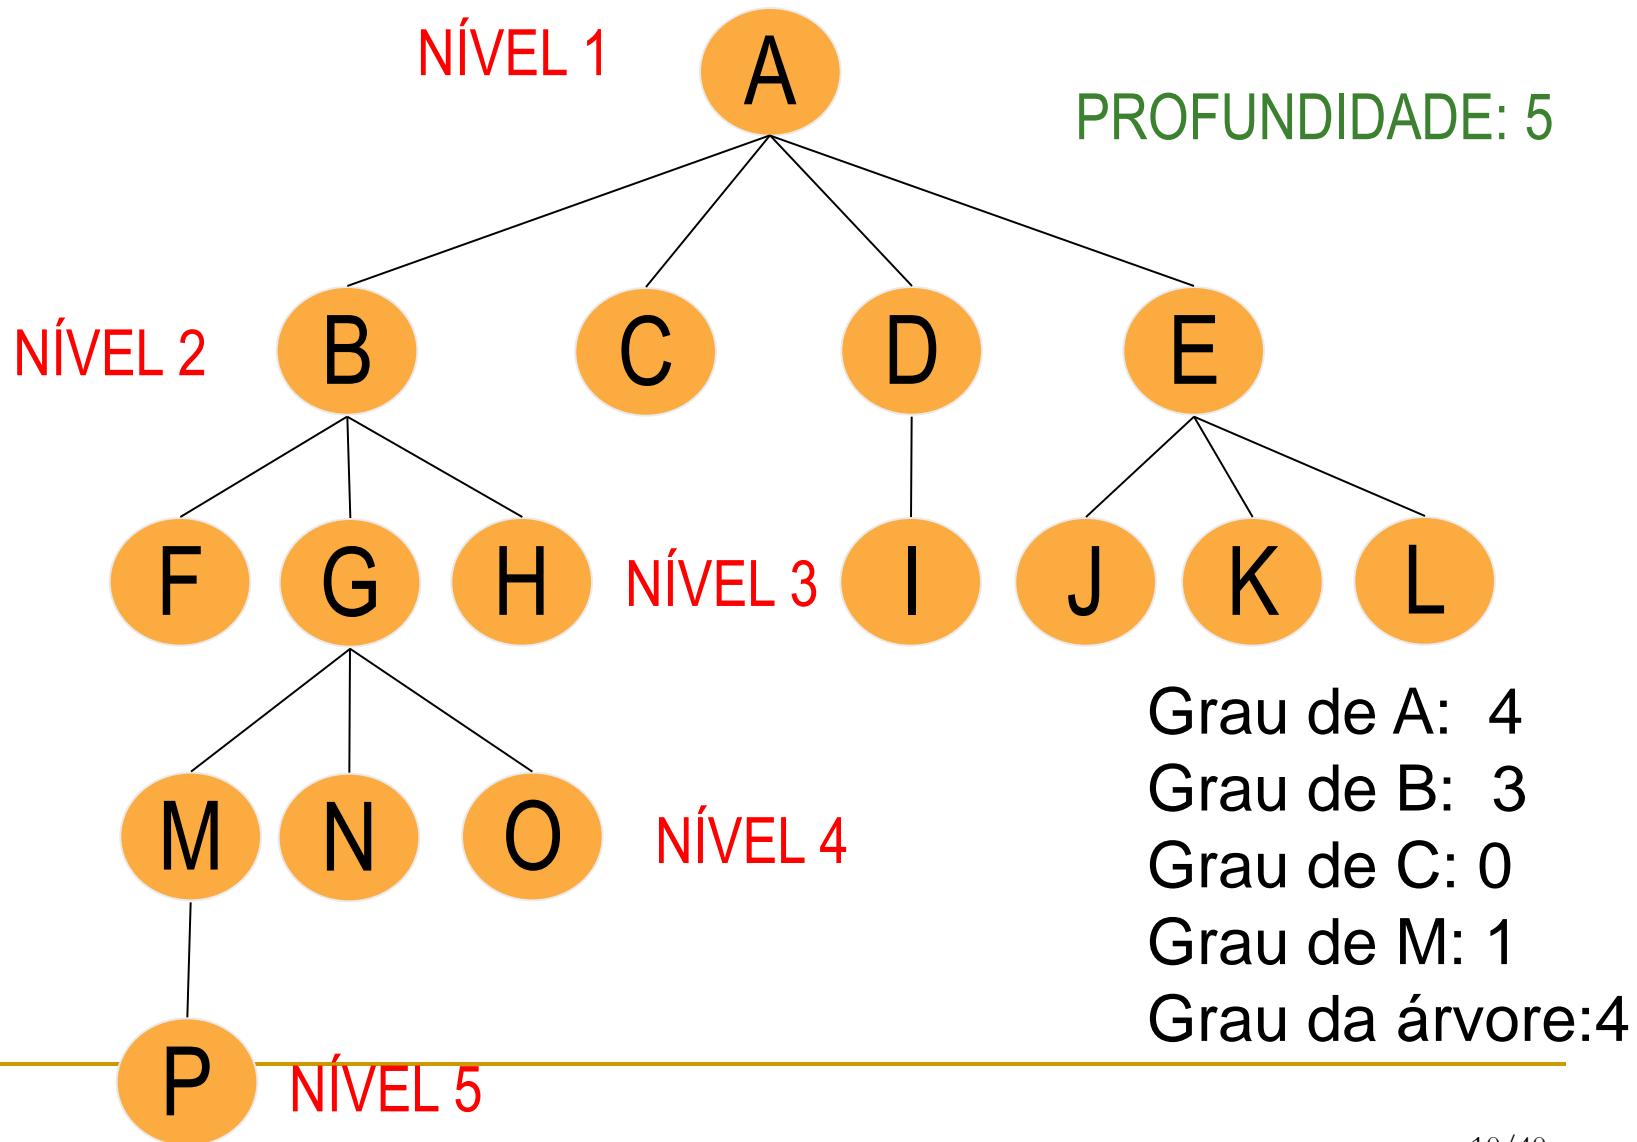 NÍVEL 1
A
PROFUNDIDADE: 5
NÍVEL 2
B C D E
F G H NÍVEL 3 I J K L
Grau de A: 4
Grau de B: 3
M N O NÍVEL 4
Grau de C: 0
Grau de M: 1
Grau da árvore:4
P NÍVEL 5